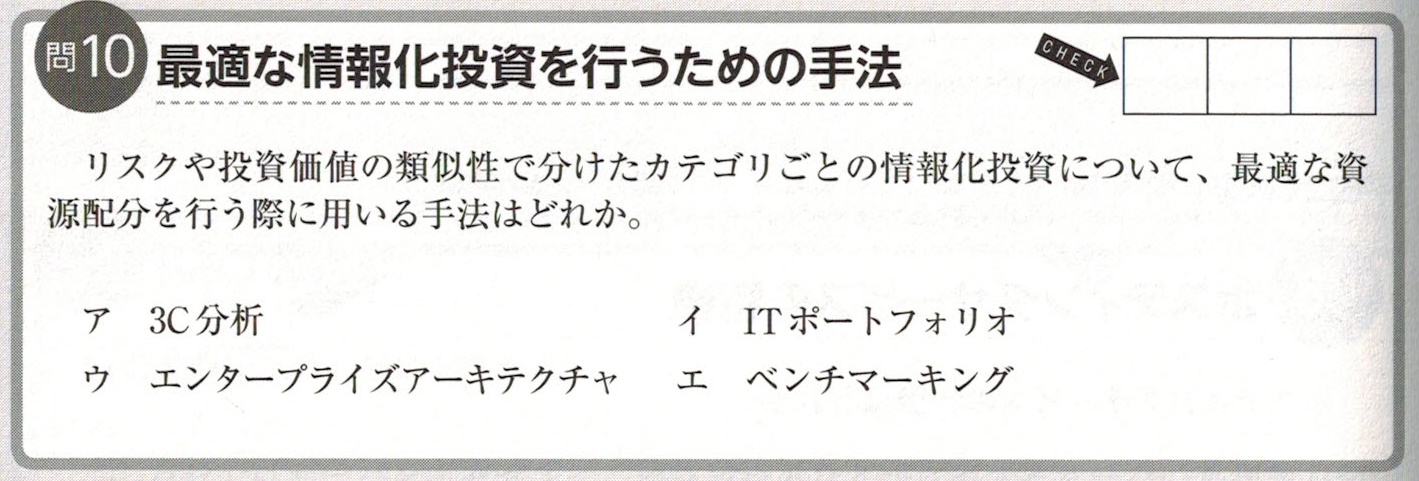 問10 最適な情報化投資を行うための手法
CHECK
リスクや投資価値の類似性で分けたカテゴリごとの情報化投資について、最適な資
源配分を行う際に用いる手法はどれか。
ア 3C分析 イ ITポートフォリオ
ウ エンタープライズアーキテクチャ エ ベンチマーキング